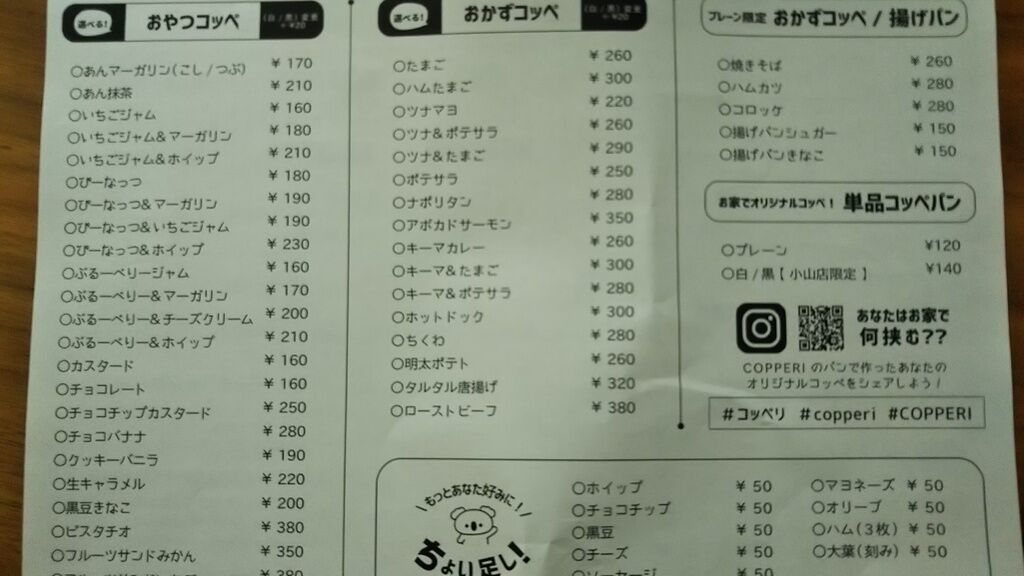 選べる! おやつコッペ (白/黒)変更 +¥20
○あんマーガリン(こし/つぶ) ¥170
○あん抹茶 ¥210
○いちごジャム ¥160
○いちごジャム&マーガリン ¥180
○いちごジャム&ホイップ ¥210
○ぴーなっつ ¥180
○ぴーなっつ&マーガリン ¥190
○ぴーなっつ&いちごジャム ¥190
○ぴーなっつ&ホイップ ¥230
○ぶるーべりージャム ¥160
○ぶるーべりー&マーガリン ¥170
○ぶるーべりー&チーズクリーム ¥200
○ぶるーべりー&ホイップ ¥210
○カスタード ¥160
○チョコレート ¥160
○チョコチップカスタード ¥250
○チョコバナナ ¥280
○クッキーバニラ ¥190
○生キャラメル ¥220
○黒豆きなこ ¥200
○ピスタチオ ¥380
○フルーツサンドみかん ¥350
¥380
選べる! おかずコッペ (白/黒)変更 +¥20
○たまご ¥260
○ハムたまご ¥300
○ツナマヨ ¥220
○ツナ&ポテサラ ¥260
○ツナ&たまご ¥290
○ポテサラ ¥250
○ナポリタン ¥280
○アボカドサーモン ¥350
○キーマカレー ¥260
○キーマ&たまご ¥300
○キーマ&ポテサラ ¥280
○ホットドック ¥300
○ちくわ ¥280
○明太ポテト ¥260
○タルタル唐揚げ ¥320
○ローストビーフ ¥380
プレーン限定 おかずコッペ / 揚げパン
○焼きそば ¥260
○ハムカツ ¥280
○コロッケ ¥280
○揚げパンシュガー ¥150
○揚げパンきなこ ¥150
お家でオリジナルコッペ! 単品コッペパン
○プレーン ¥120
○白/黒【小山店限定】 ¥140
あなたはお家で
何挟む??
COPPERI のパンで作ったあなたの
オリジナルコッペをシェアしよう/
#コッペリ #copperi #COPPERI
\もっとあなた好みに!/
ちょい足し!
○ホイップ ¥50
○チョコチップ ¥50
○黒豆 ¥50
○チーズ ¥50
○ソーセージ ¥50
○マヨネーズ ¥50
○オリーブ ¥50
○ハム(3枚) ¥50
○大葉(刻み) ¥50